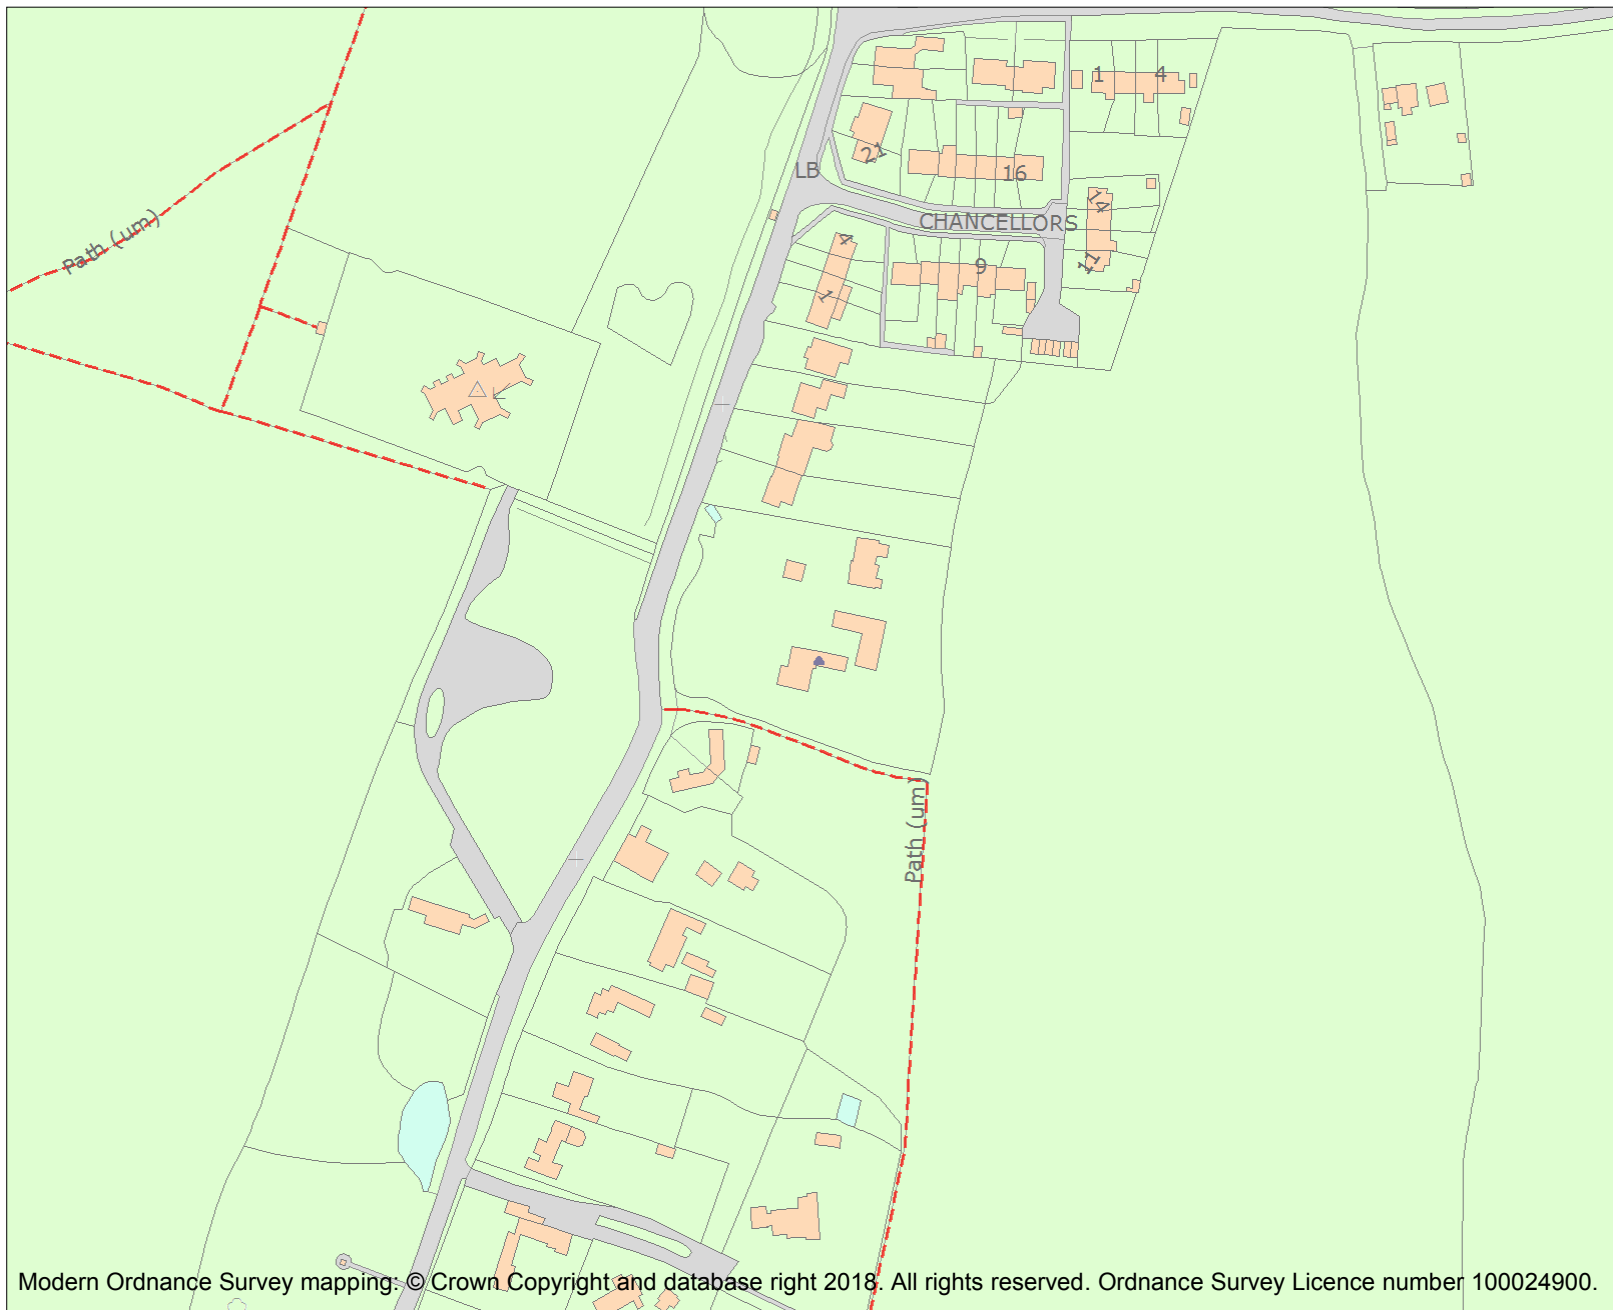 1 4
21
LB
16
14
CHANCELLORS
Path (um)
4
9
11
1
Path (um)
Modern Ordnance Survey mapping: © Crown Copyright and database right 2018. All rights reserved. Ordnance Survey Licence number 100024900.